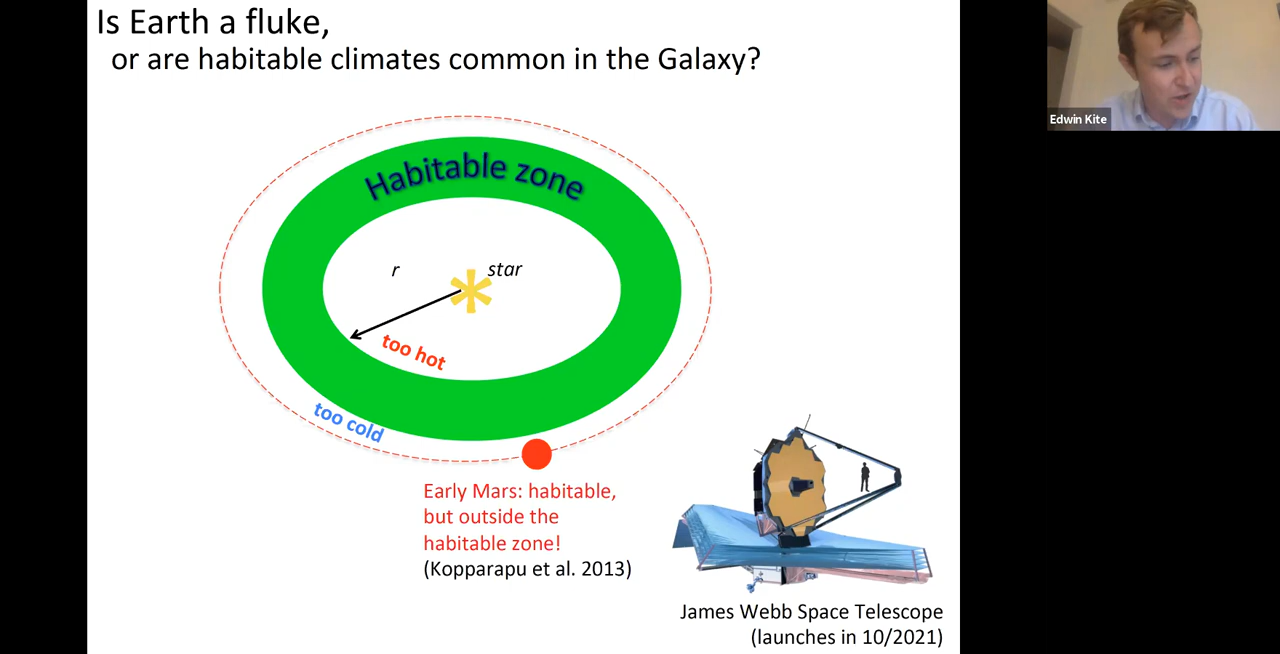 Is Earth a fluke,
or are habitable climates common in the Galaxy?
Edwin Kite
Habitable zone
r
star
too hot
too cold
Early Mars: habitable,
but outside the
habitable zone!
(Kopparapu et al. 2013)
James Webb Space Telescope
(launches in 10/2021)